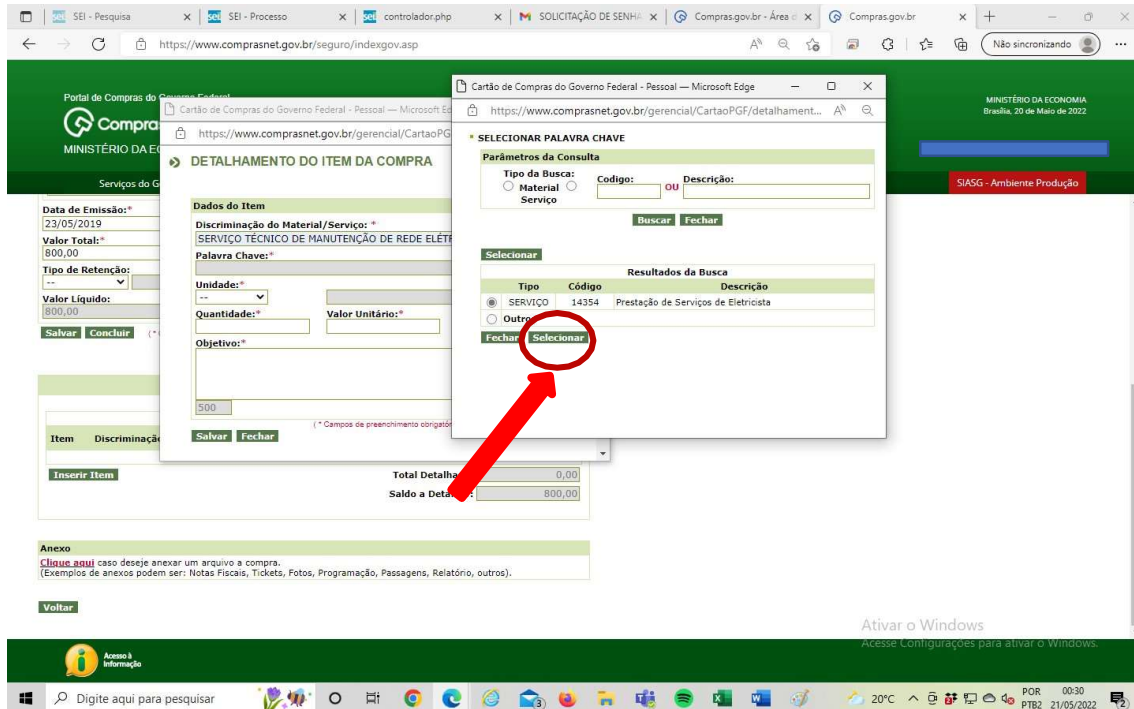 SEI - Pesquisa
SEI - Processo
controlador.php
SOLICITAÇÃO DE SENHA
Compras.gov.br - Área d
Compras.gov.br
https://www.comprasnet.gov.br/seguro/indexgov.asp
Não sincronizando
Portal de Compras do Governo Federal
Compra
MINISTÉRIO DA E
Serviços do G
MINISTÉRIO DA ECONOMIA
Brasília, 20 de Maio de 2022
SIASG - Ambiente Produção
Data de Emissão:*
23/05/2019
Valor Total:*
800,00
Tipo de Retenção:
--
Valor Líquido:
800,00
Salvar Concluir (*
Item Discriminaçã
Inserir Item
Total Detalha
0,00
Saldo a Deta
800,00
Anexo
Clique aqui caso deseje anexar um arquivo a compra.
(Exemplos de anexos podem ser: Notas Fiscais, Tickets, Fotos, Programação, Passagens, Relatório, outros).
Voltar
Cartão de Compras do Governo Federal - Pessoal — Microsoft Ed
https://www.comprasnet.gov.br/gerencial/CartaoPG
DETALHAMENTO DO ITEM DA COMPRA
Dados do Item
Discriminação do Material/Serviço: *
SERVIÇO TÉCNICO DE MANUTENÇÃO DE REDE ELÉTR
Palavra Chave:*
Unidade:*
--
Quantidade:* Valor Unitário:*
Objetivo:*
500
( * Campos de preenchimento obrigatór
Salvar Fechar
Cartão de Compras do Governo Federal - Pessoal — Microsoft Edge
https://www.comprasnet.gov.br/gerencial/CartaoPGF/detalhament...
SELECIONAR PALAVRA CHAVE
Parâmetros da Consulta
Tipo da Busca: Codigo: OU Descrição:
Material
Serviço
Buscar Fechar
Selecionar
Resultados da Busca
Tipo Código Descrição
SERVIÇO 14354 Prestação de Serviços de Eletricista
Outro
Fechar Selecionar
Ativar o Windows
Acesse Configurações para ativar o Windows.
Acesso à
Informação
Digite aqui para pesquisar
20°C
POR
PTB2
00:30
21/05/2022